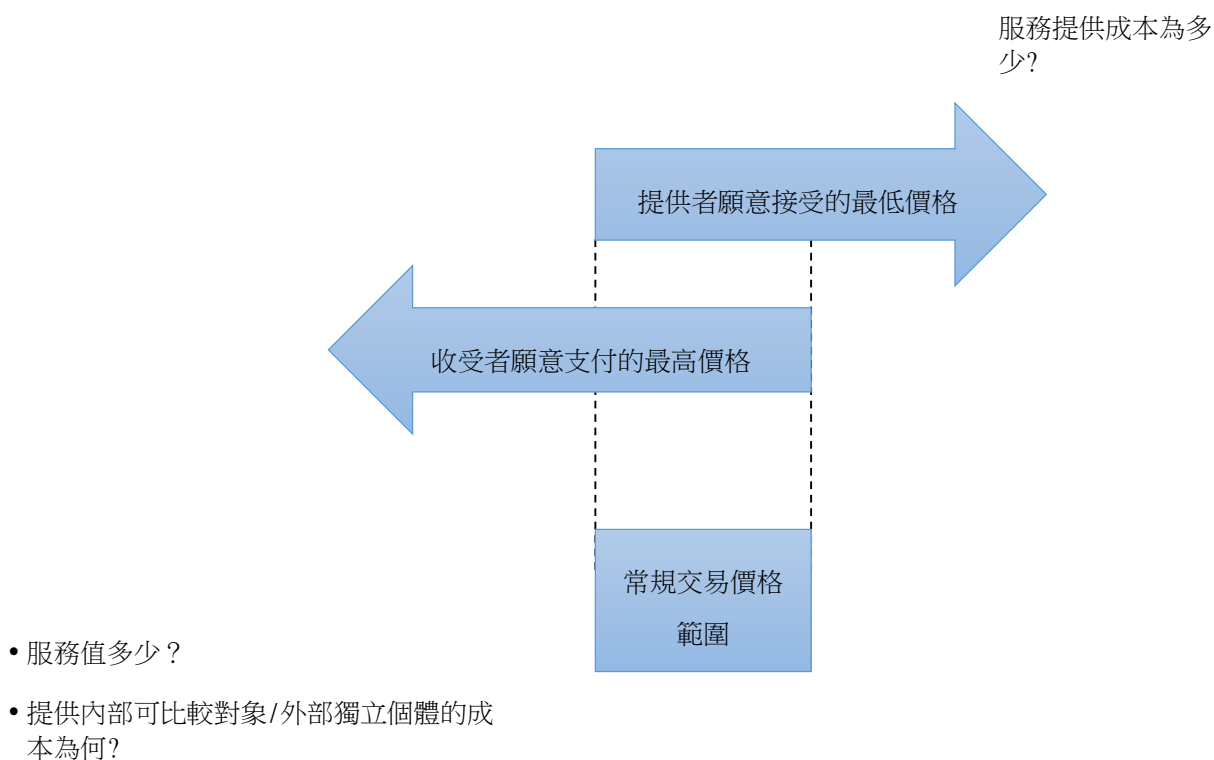 服務提供成本為多
少?
提供者願意接受的最低價格
收受者願意支付的最高價格
常規交易價格
範圍
•服務值多少？
•提供內部可比較對象/外部獨立個體的成
本為何?